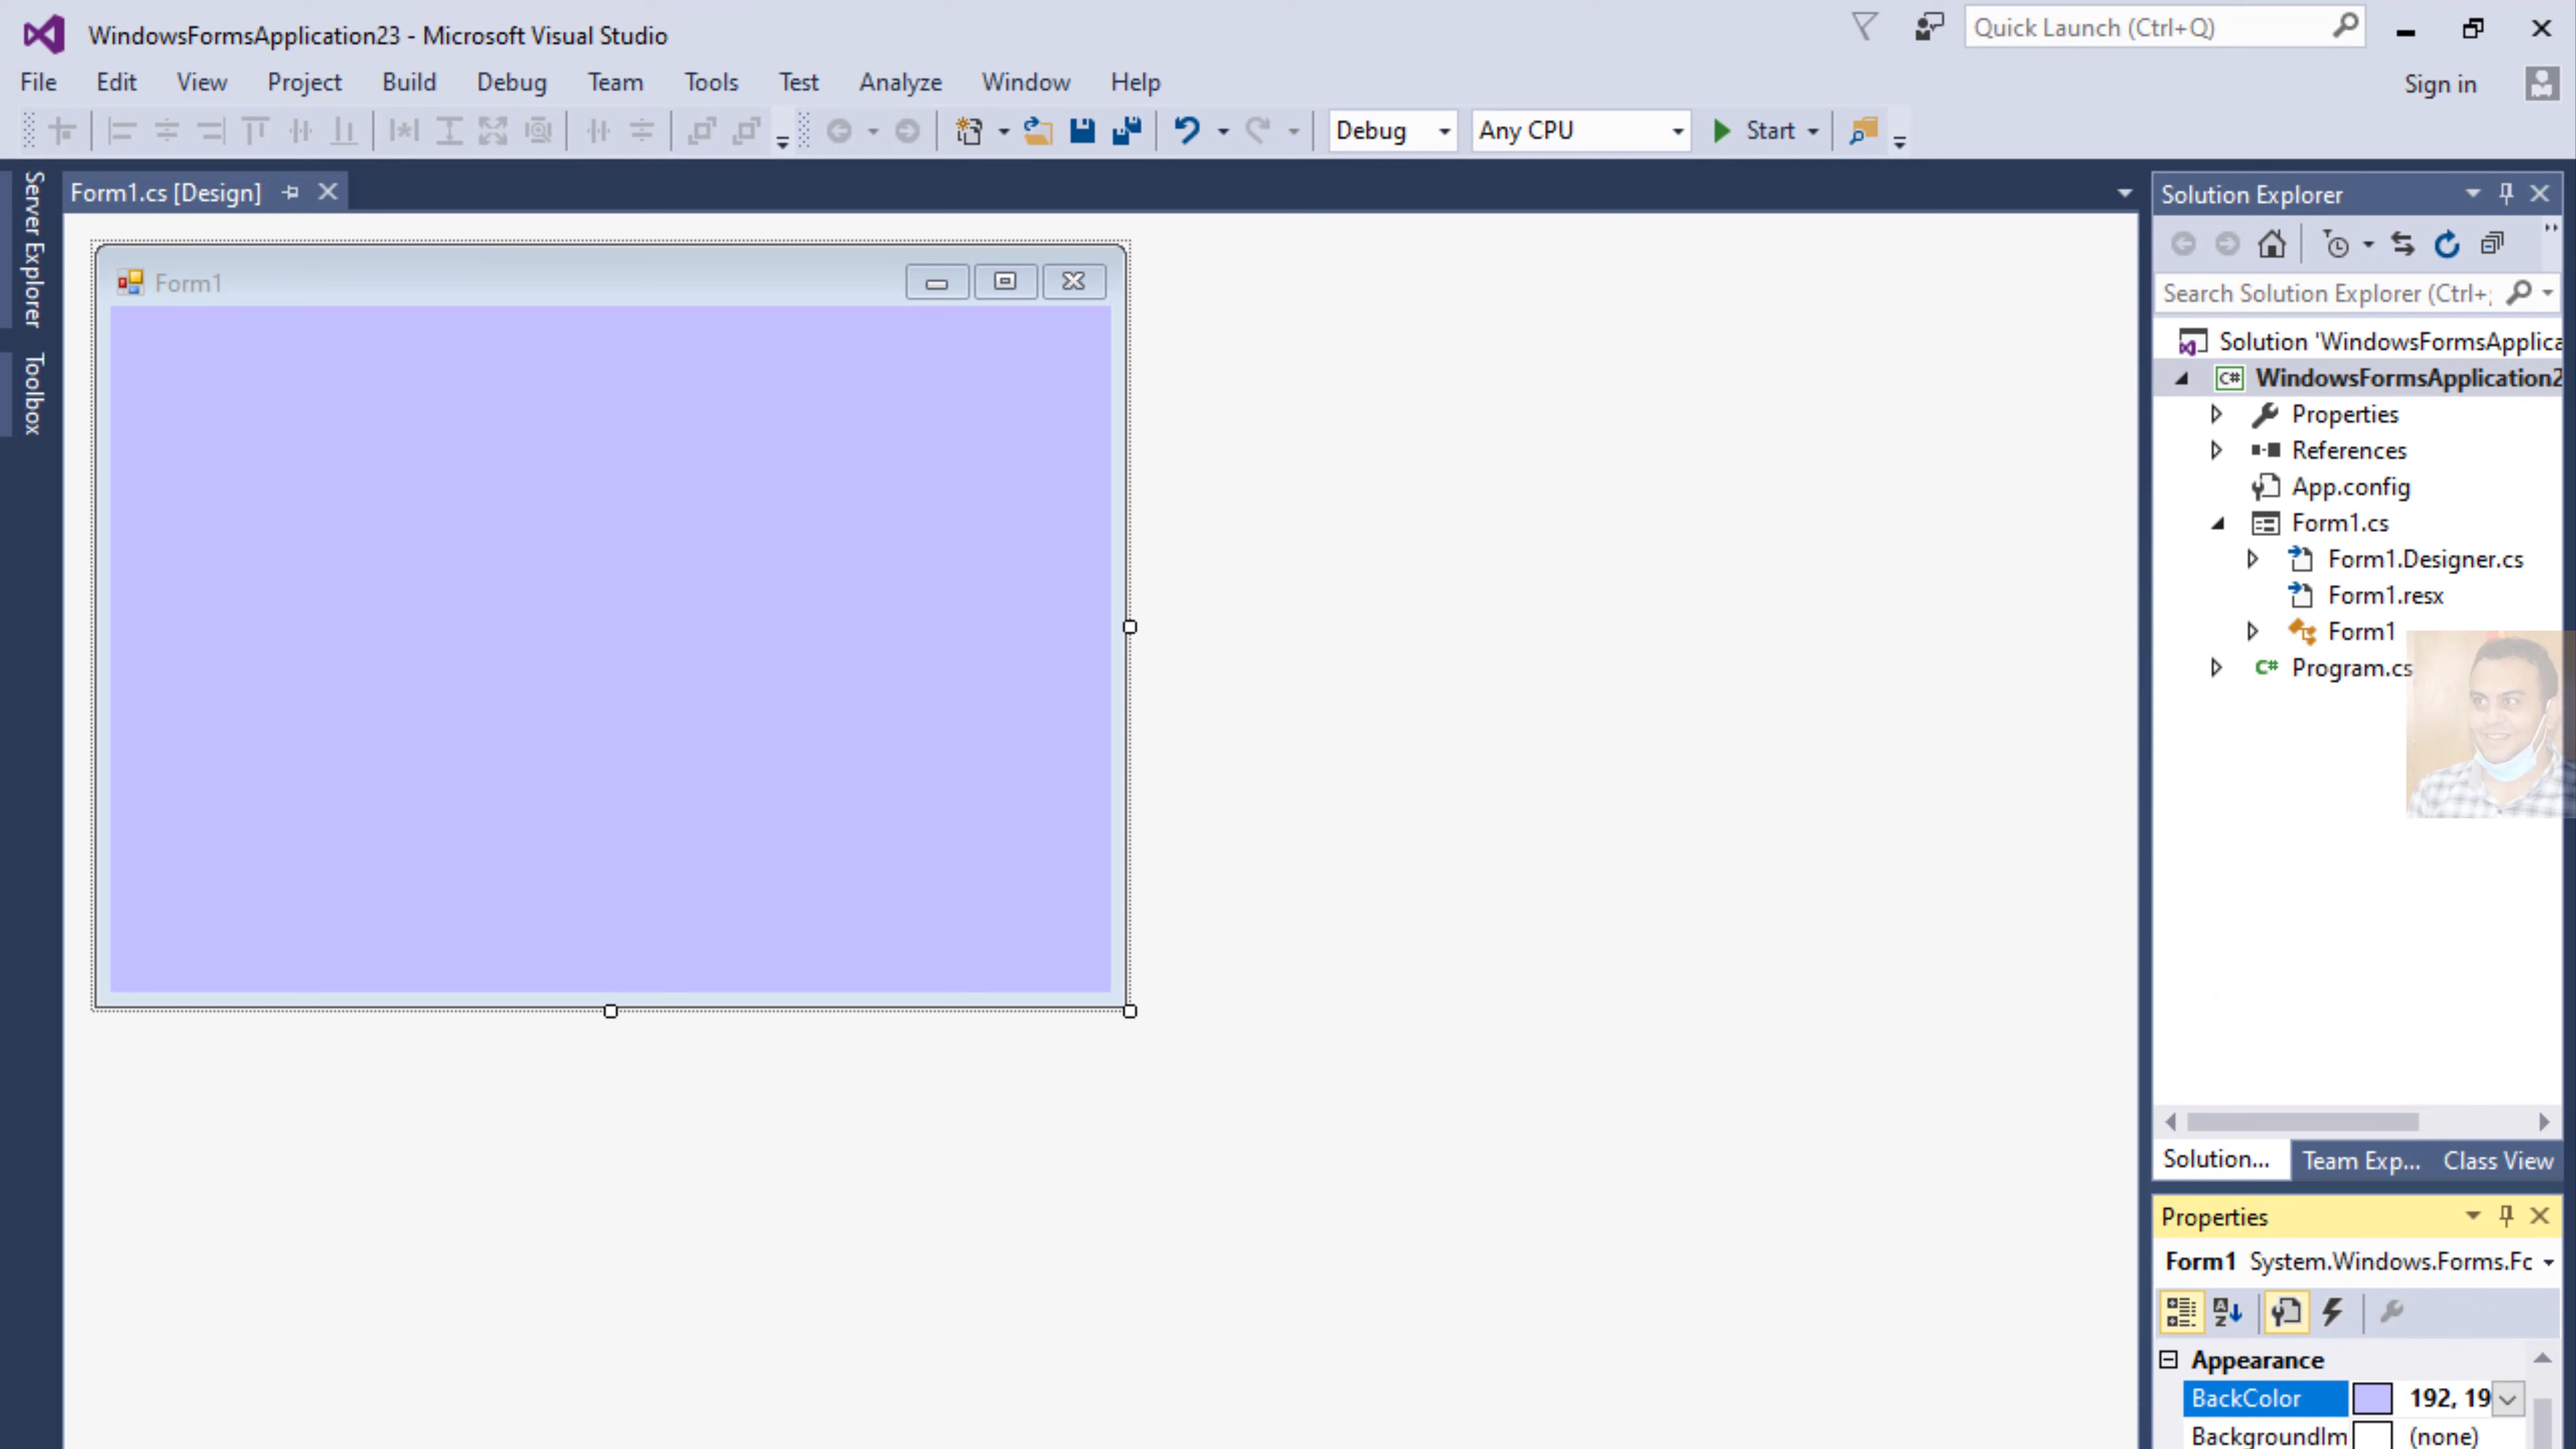 WindowsFormsApplication23 - Microsoft Visual Studio
Quick Launch (Ctrl+Q)
File Edit View Project Build Debug Team Tools Test Analyze Window Help
Sign in
Debug Any CPU Start
Server Explorer
Toolbox
Form1.cs [Design]
Form1
Solution Explorer
Search Solution Explorer (Ctrl+;
Solution 'WindowsFormsApplica
WindowsFormsApplication2
Properties
References
App.config
Form1.cs
Form1.Designer.cs
Form1.resx
Form1
Program.cs
Solution... Team Exp... Class View
Properties
Form1 System.Windows.Forms.Fc
Appearance
BackColor 192, 19
BackgroundIm (none)